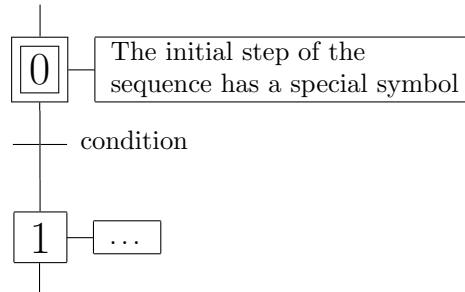 0
The initial step of the
sequence has a special symbol
condition
1
...